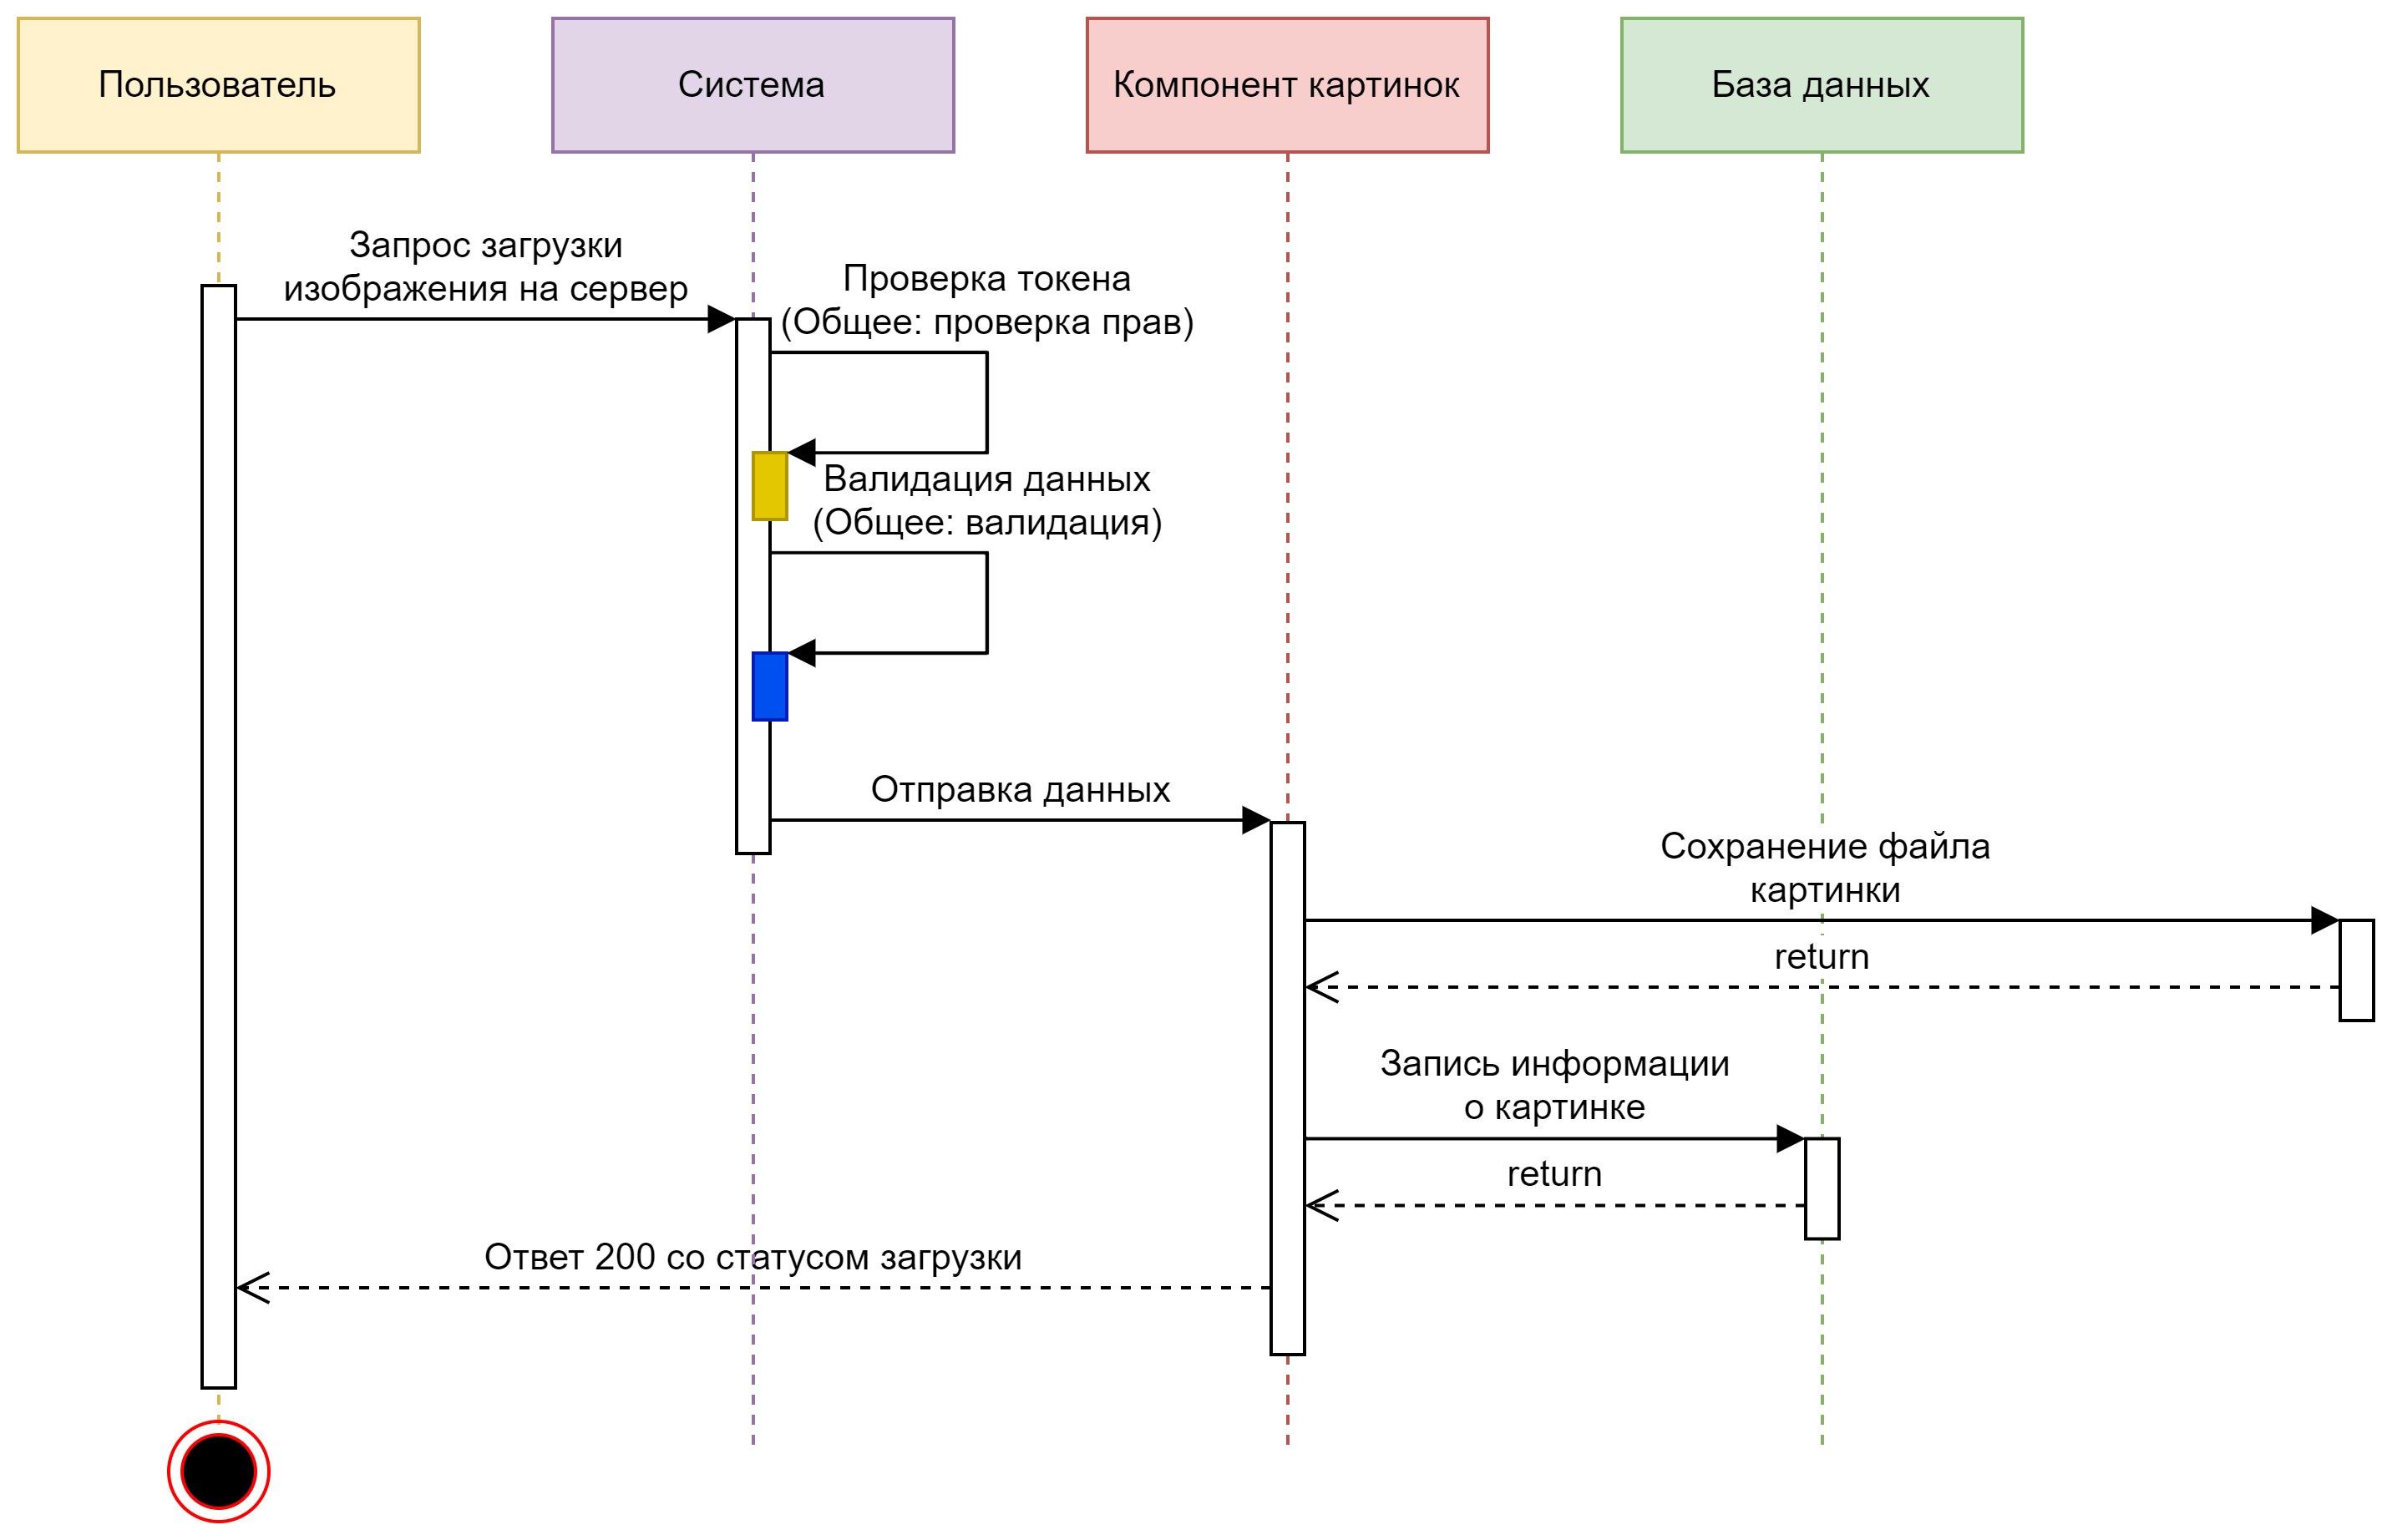 Пользователь
Система
Компонент картинок
База данных
Запрос загрузки
изображения на сервер
Проверка токена
(Общее: проверка прав)
Валидация данных
(Общее: валидация)
Отправка данных
Сохранение файла
картинки
return
Запись информации
о картинке
return
Ответ 200 со статусом загрузки